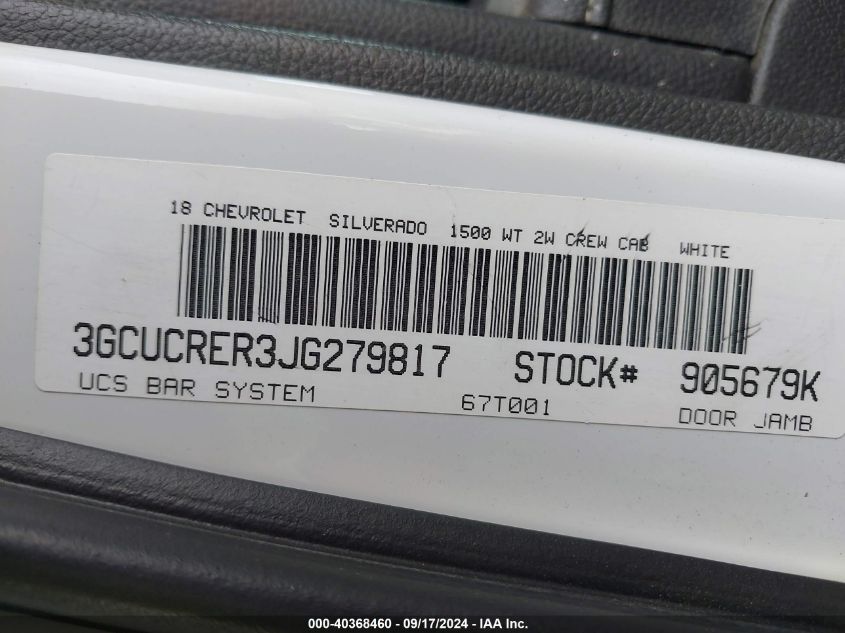 18 CHEVROLET SILVERADO 1500 WT 2W CREW CAB WHITE
3GCUCRER3JG279817 STOCK# 905679K
UCS BAR SYSTEM 67T001 DOOR JAMB
000-40368460 - 09/17/2024 - IAA Inc.